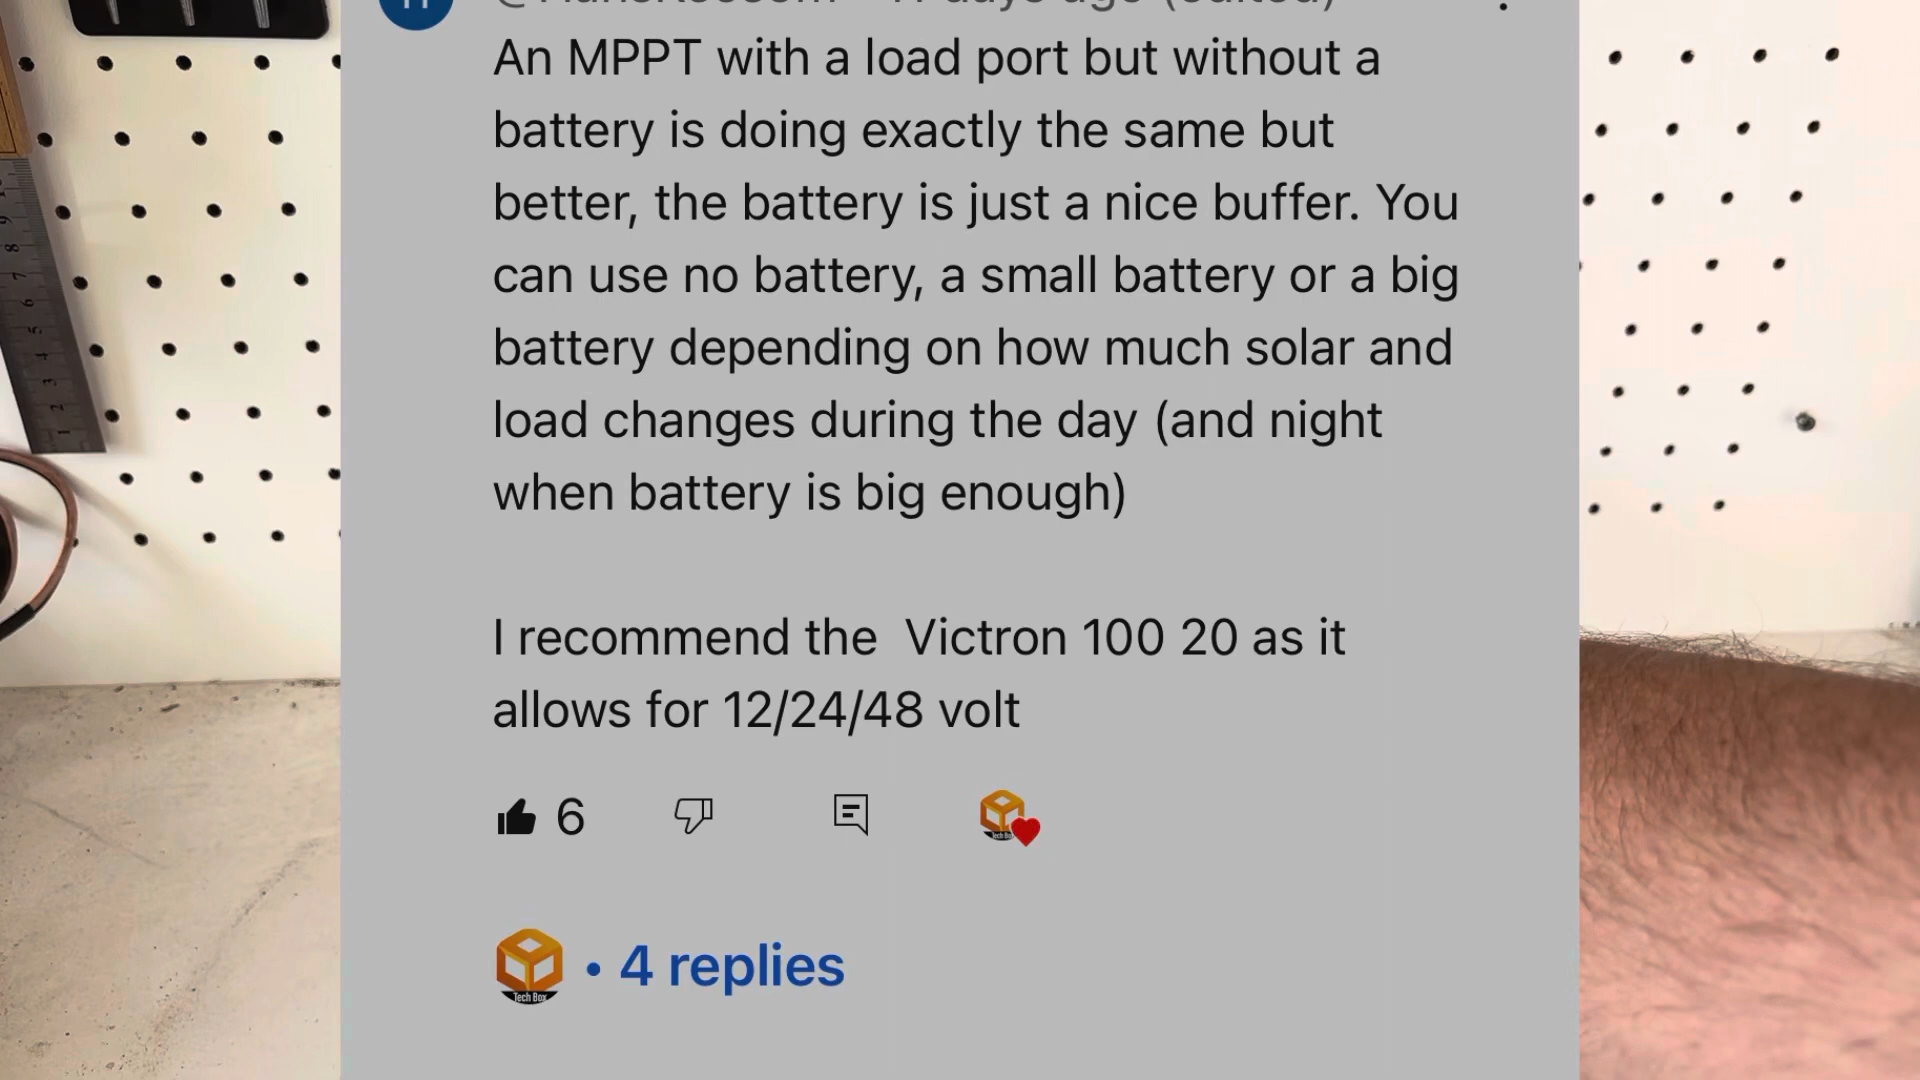 An MPPT with a load port but without a
battery is doing exactly the same but
better, the battery is just a nice buffer. You
can use no battery, a small battery or a big
battery depending on how much solar and
load changes during the day (and night
when battery is big enough)
I recommend the  Victron 100 20 as it
allows for 12/24/48 volt
6
Tech Box
• 4 replies